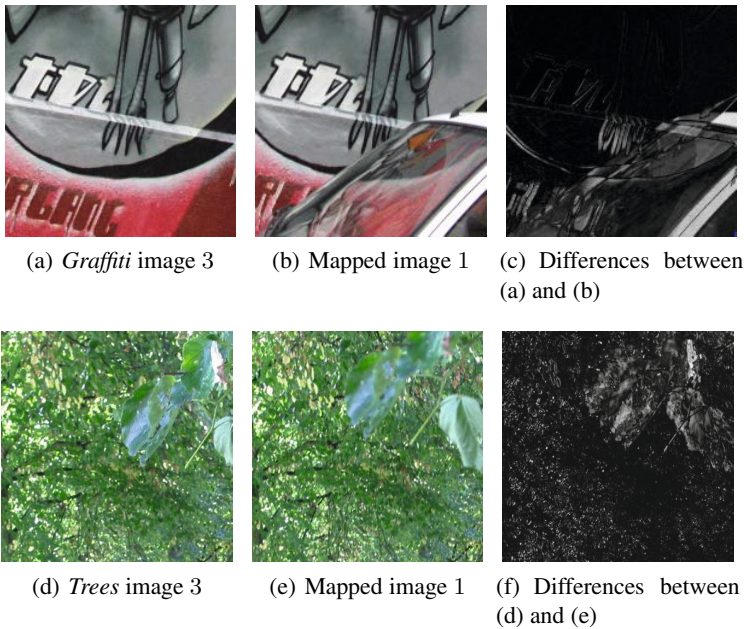 (a) Graffiti image 3
(b) Mapped image 1
(c) Differences between
(a) and (b)
(d) Trees image 3
(e) Mapped image 1
(f) Differences between
(d) and (e)